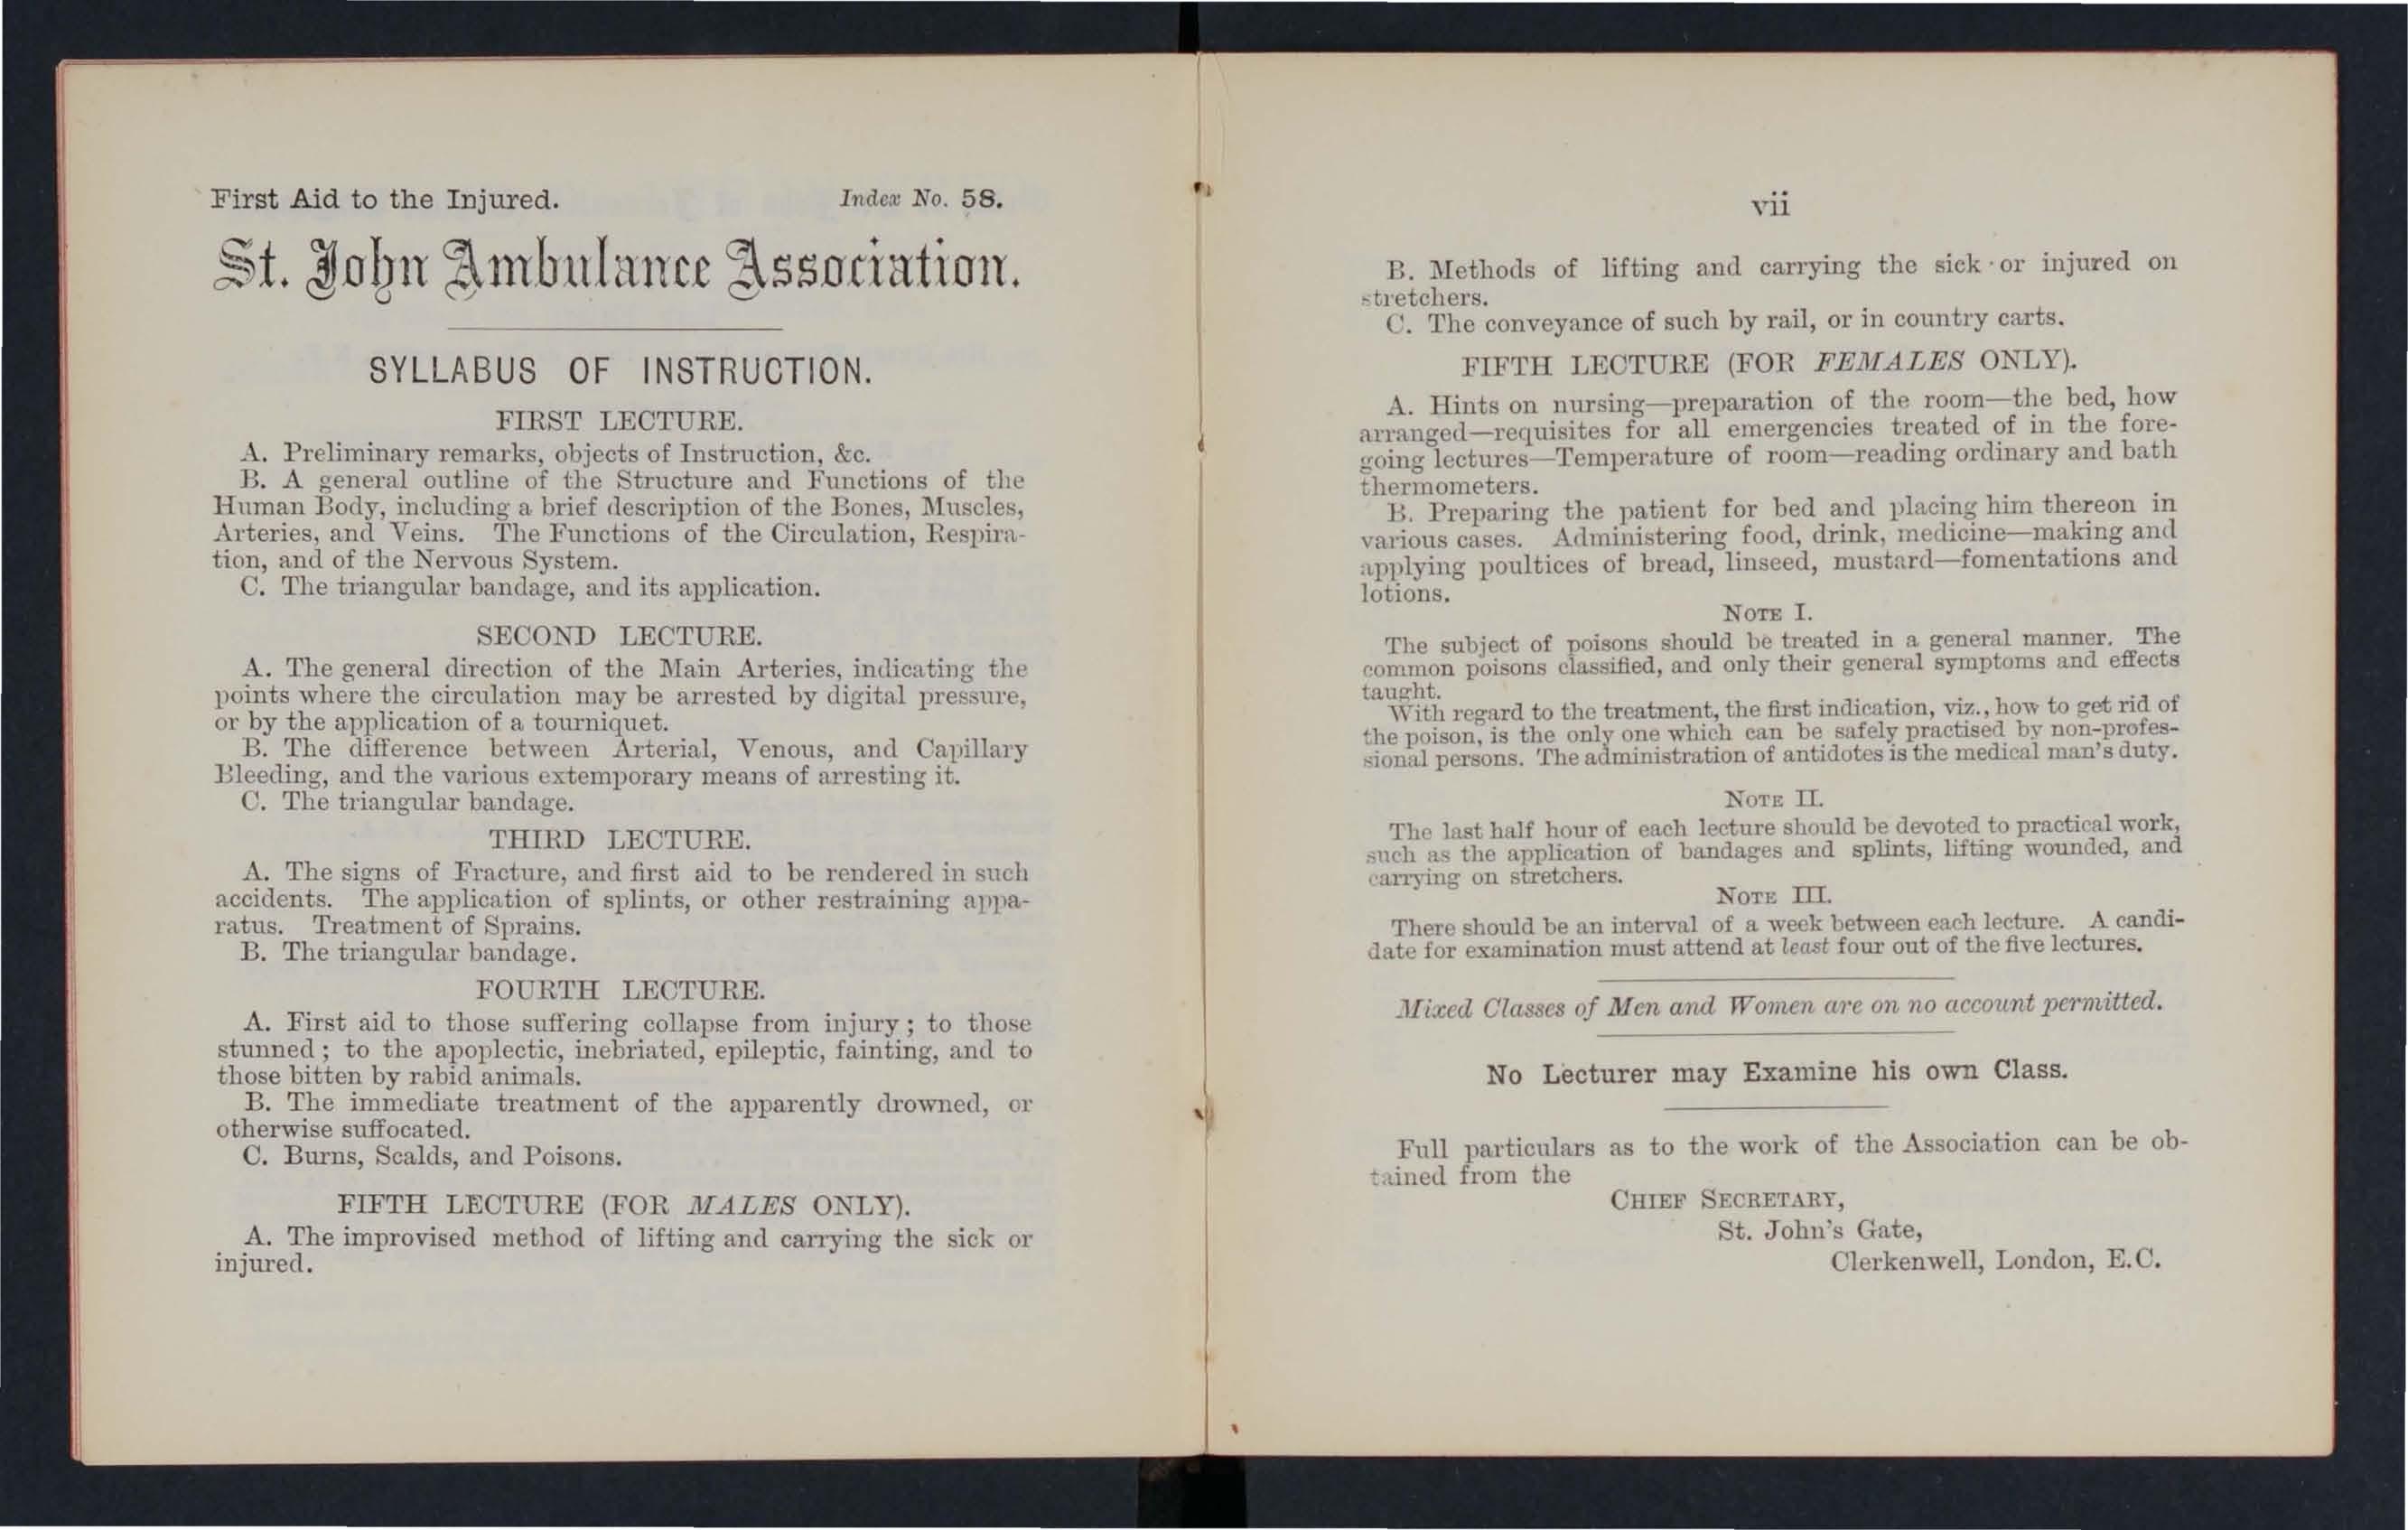 First Aid to the Injured. Index No. 58.
St. John Ambulance Association.
SYLLABUS OF INSTRUCTION.
FIRST LECTURE.
A. Preliminary remarks, objects of Instruction, &c.
B. A general outline of the Structure and Functions of the
Human Body, including a brief description of the Bones, Muscles,
Arteries, and Veins. The Functions of the Circulation, Respira-
tion, and of the Nervous System.
C. The triangular bandage, and its application.
SECOND LECTURE.
A. The general direction of the Main Arteries, indicating the
points where the circulation may be arrested by digital pressure,
or by the application of a tourniquet.
B. The difference between Arterial, Venous, and Capillary
Bleeding, and the various extemporary means of arresting it.
C. The triangular bandage.
THIRD LECTURE.
A. The signs of Fracture, and first aid to be rendered in such
accidents. The application of splints, or other restraining appa-
ratus. Treatment of Sprains.
B. The triangular bandage.
FOURTH LECTURE.
A. First aid to those suffering collapse from injury; to those
stunned; to the apoplectic, inebriated, epileptic, fainting, and to
those bitten by rabid animals.
B. The immediate treatment of the apparently drowned, or
otherwise suffocated.
C. Burns, Scalds, and Poisons.
FIFTH LECTURE (FOR MALES ONLY).
A. The improvised method of lifting and carrying the sick or
injured.
vii
B. Methods of lifting and carrying the sick or injured on
stretchers.
C. The conveyance of such by rail, or in country carts.
FIFTH LECTURE (FOR FEMALES ONLY).
A. Hints on nursing—preparation of the room—the bed, how
arranged—requisites for all emergencies treated of in the fore-
going lectures—Temperature of room—reading ordinary and bath
thermometers.
B. Preparing the patient for bed and placing him thereon in
various cases. Administering food, drink, medicine—making and
applying poultices of bread, linseed, mustard—fomentations and
lotions.
NOTE I.
The subject of poisons should be treated in a general manner. The
common poisons classified, and only their general symptoms and effects
taught.
With regard to the treatment, the first indication, viz., how to get rid of
the poison, is the only one which can be safely practised by non-profes-
sional persons. The administration of antidotes is the medical man's duty.
NOTE II.
The last half hour of each lecture should be devoted to practical work,
such as the application of bandages and splints, lifting wounded, and
carrying on stretchers.
NOTE III.
There should be an interval of a week between each lecture. A candi-
date for examination must attend at least four out of the five lectures.
Mixed Classes of Men and Women are on no account permitted.
No Lecturer may Examine his own Class.
Full particulars as to the work of the Association can be ob-
tained from the
CHIEF SECRETARY,
St. John's Gate,
Clerkenwell, London, E.C.